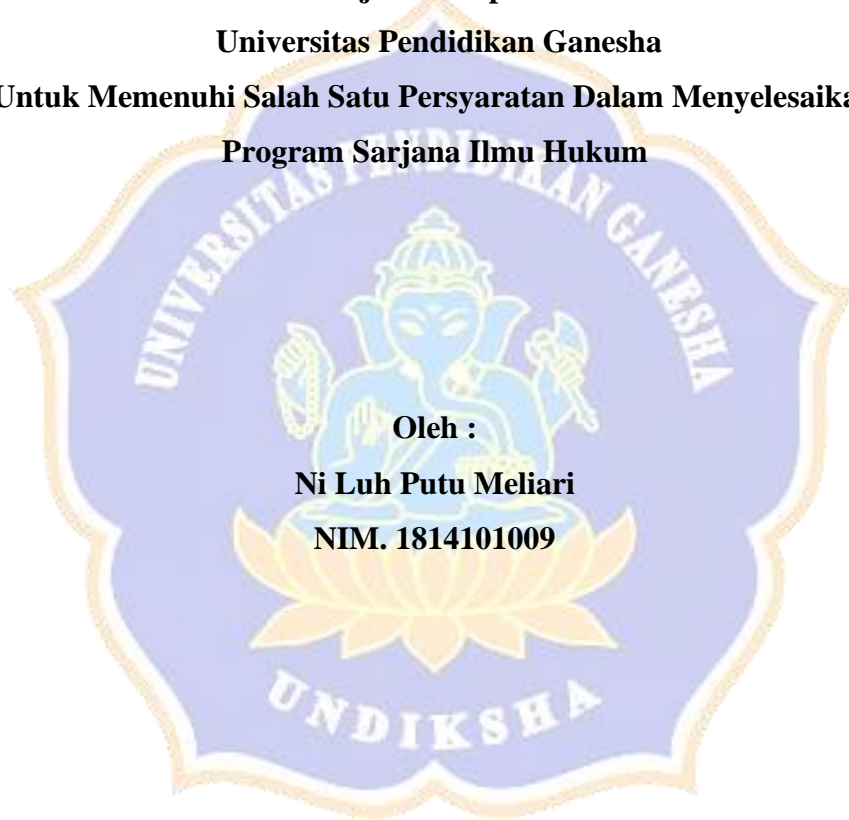 Universitas Pendidikan Ganesha
Untuk Memenuhi Salah Satu Persyaratan Dalam
Program Sarjana Ilmu Hukum
UNIVERSITAS PENDIDIKAN GANESHA
Oleh :
Ni Luh Putu Meliari
NIM. 1814101009
UNDIKSHA